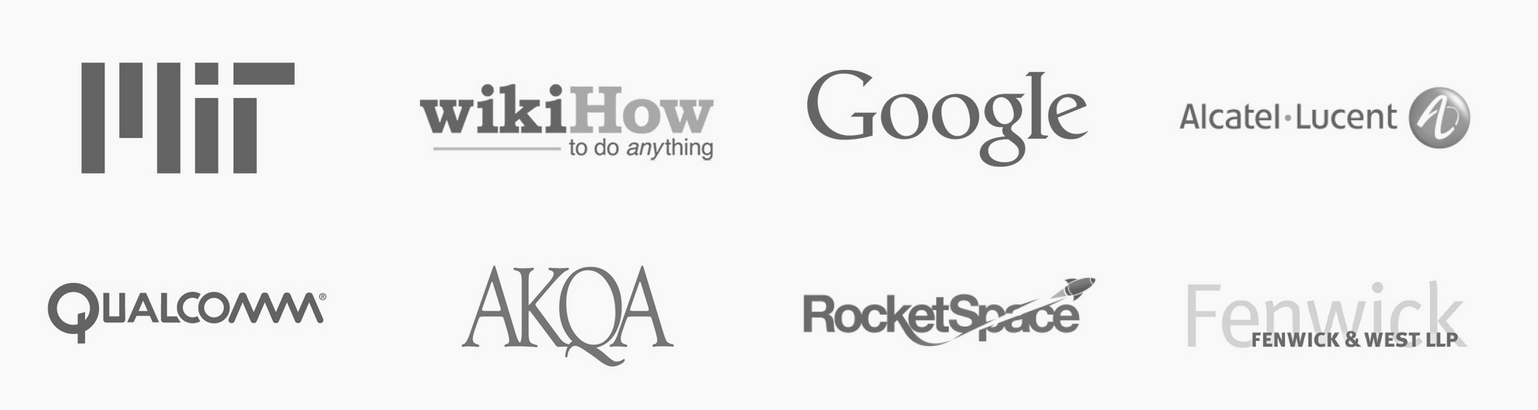 MIT
wikiHow
to do anything
Google
Alcatel·Lucent
QUALCOMM®
AKQA
RocketSpace
Fenwick
FENWICK & WEST LLP